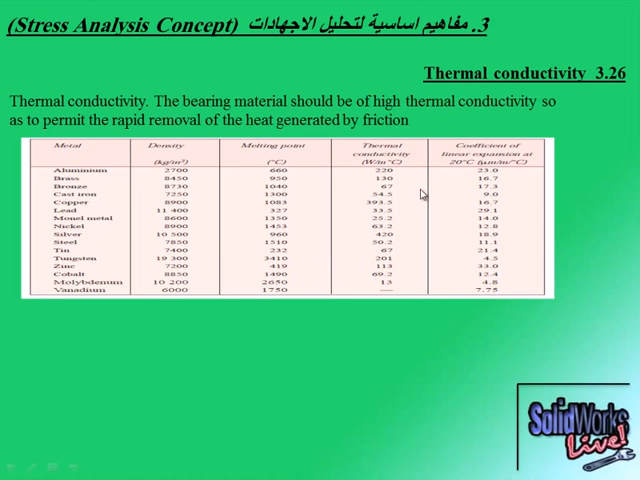 3. مفاهيم اساسية لتحليل الاجهادات (Stress Analysis Concept)
Thermal conductivity 3.26
Thermal conductivity. The bearing material should be of high thermal conductivity so
as to permit the rapid removal of the heat generated by friction
Metal Density (kg/m³) Melting point (°C) Thermal conductivity (W/m°C) Coefficient of linear expansion at 20°C (μm/m/°C)
Aluminium 2700 660 220 23.0
Brass 8450 950 130 16.7
Bronze 8730 1040 67 17.3
Cast iron 7250 1300 54.5 9.0
Copper 8900 1083 393.5 16.7
Lead 11 400 327 33.5 29.1
Monel metal 8600 1350 25.2 14.0
Nickel 8900 1453 63.2 12.8
Silver 10 500 960 420 18.9
Steel 7850 1510 50.2 11.1
Tin 7400 232 67 21.4
Tungsten 19 300 3410 201 4.5
Zinc 7200 419 113 33.0
Cobalt 8850 1490 69.2 12.4
Molybdenum 10 200 2650 13 4.8
Vanadium 6000 1750 — 7.75
SolidWorks
Live!